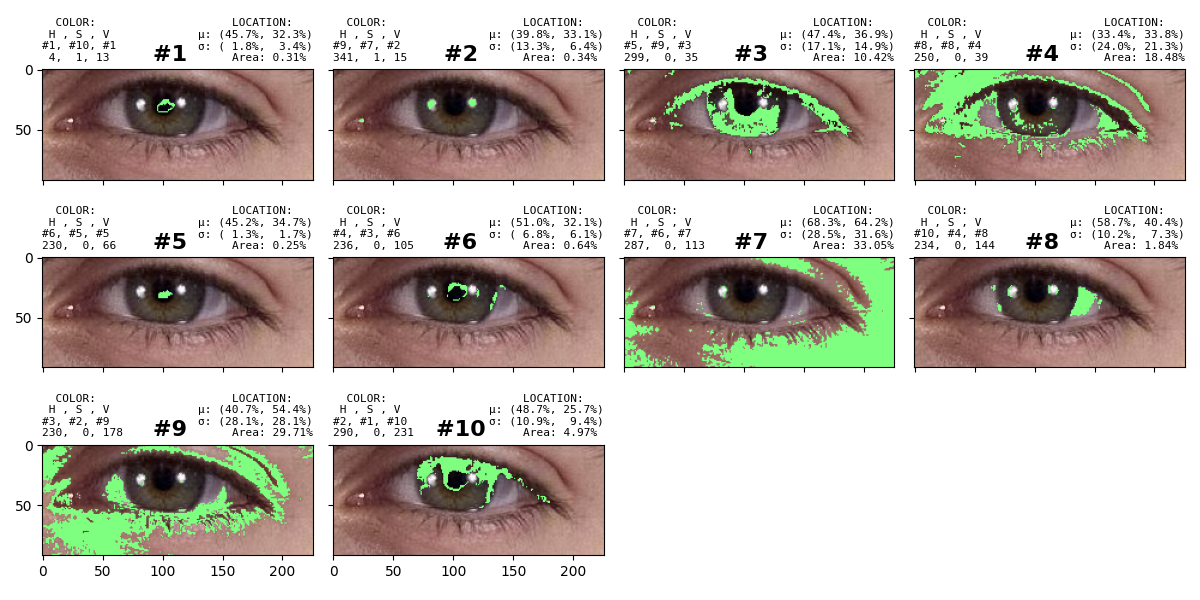 COLOR: LOCATION:
H , S , V μ: (45.7%, 32.3%)
#1, #10, #1 σ: ( 1.8%,  3.4%)
4,  1, 13 #1 Area: 0.31%
COLOR: LOCATION:
H , S , V μ: (39.8%, 33.1%)
#9, #7, #2 σ: (13.3%,  6.4%)
341,  1, 15 #2 Area: 0.34%
COLOR: LOCATION:
H , S , V μ: (47.4%, 36.9%)
#5, #9, #3 σ: (17.1%, 14.9%)
299,  0, 35 #3 Area: 10.42%
COLOR: LOCATION:
H , S , V μ: (33.4%, 33.8%)
#8, #8, #4 σ: (24.0%, 21.3%)
250,  0, 39 #4 Area: 18.48%
0
50
COLOR: LOCATION:
H , S , V μ: (45.2%, 34.7%)
#6, #5, #5 σ: ( 1.3%,  1.7%)
230,  0, 66 #5 Area: 0.25%
COLOR: LOCATION:
H , S , V μ: (51.0%, 32.1%)
#4, #3, #6 σ: ( 6.8%,  6.1%)
236,  0, 105 #6 Area: 0.64%
COLOR: LOCATION:
H , S , V μ: (68.3%, 64.2%)
#7, #6, #7 σ: (28.5%, 31.6%)
287,  0, 113 #7 Area: 33.05%
COLOR: LOCATION:
H , S , V μ: (58.7%, 40.4%)
#10, #4, #8 σ: (10.2%,  7.3%)
234,  0, 144 #8 Area: 1.84%
0
50
COLOR: LOCATION:
H , S , V μ: (40.7%, 54.4%)
#3, #2, #9 σ: (28.1%, 28.1%)
230,  0, 178 #9 Area: 29.71%
COLOR: LOCATION:
H , S , V μ: (48.7%, 25.7%)
#2, #1, #10 σ: (10.9%,  9.4%)
290,  0, 231 #10 Area: 4.97%
0
50
0 50 100 150 200
0 50 100 150 200